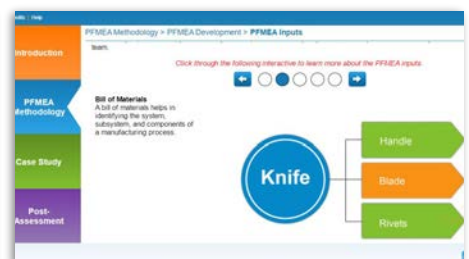 Help
PFMEA Methodology > PFMEA Development > PFMEA Inputs
Introduction
team.
Click through the following interactive to learn more about the PFMEA inputs.
PFMEA
Methodology
Bill of Materials
A bill of materials helps in
identifying the system,
subsystem, and components of
a manufacturing process.
Handle
Case Study
Knife
Blade
Post-
Assessment
Rivets